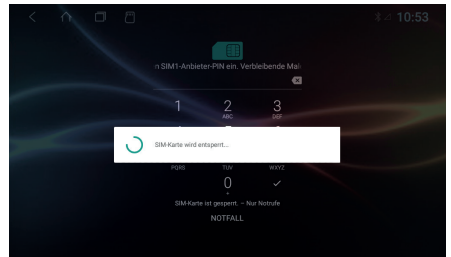 10:53
n SIM1-Anbieter-PIN ein. Verbleibende Mal
1 2 3
ABC DEF
SIM-Karte wird entsperrt...
PQRS TUV WXYZ
0
+
SIM-Karte ist gesperrt. – Nur Notrufe
NOTFALL